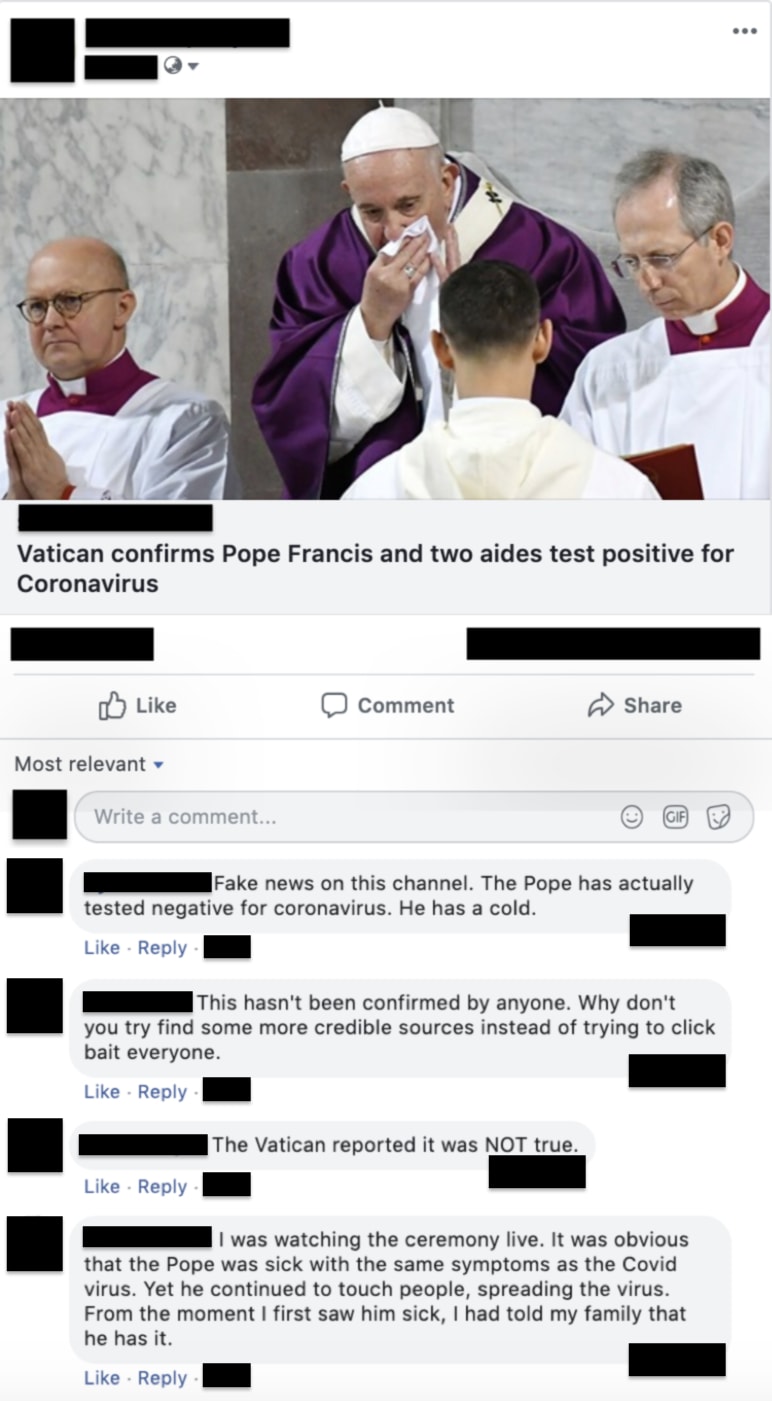 Vatican confirms Pope Francis and two aides test positive for
Coronavirus
Like Comment Share
Most relevant
Write a comment... GIF
Fake news on this channel. The Pope has actually
tested negative for coronavirus. He has a cold.
Like · Reply ·
This hasn't been confirmed by anyone. Why don't
you try find some more credible sources instead of trying to click
bait everyone.
Like · Reply ·
The Vatican reported it was NOT true.
Like · Reply ·
I was watching the ceremony live. It was obvious
that the Pope was sick with the same symptoms as the Covid
virus. Yet he continued to touch people, spreading the virus.
From the moment I first saw him sick, I had told my family that
he has it.
Like · Reply ·